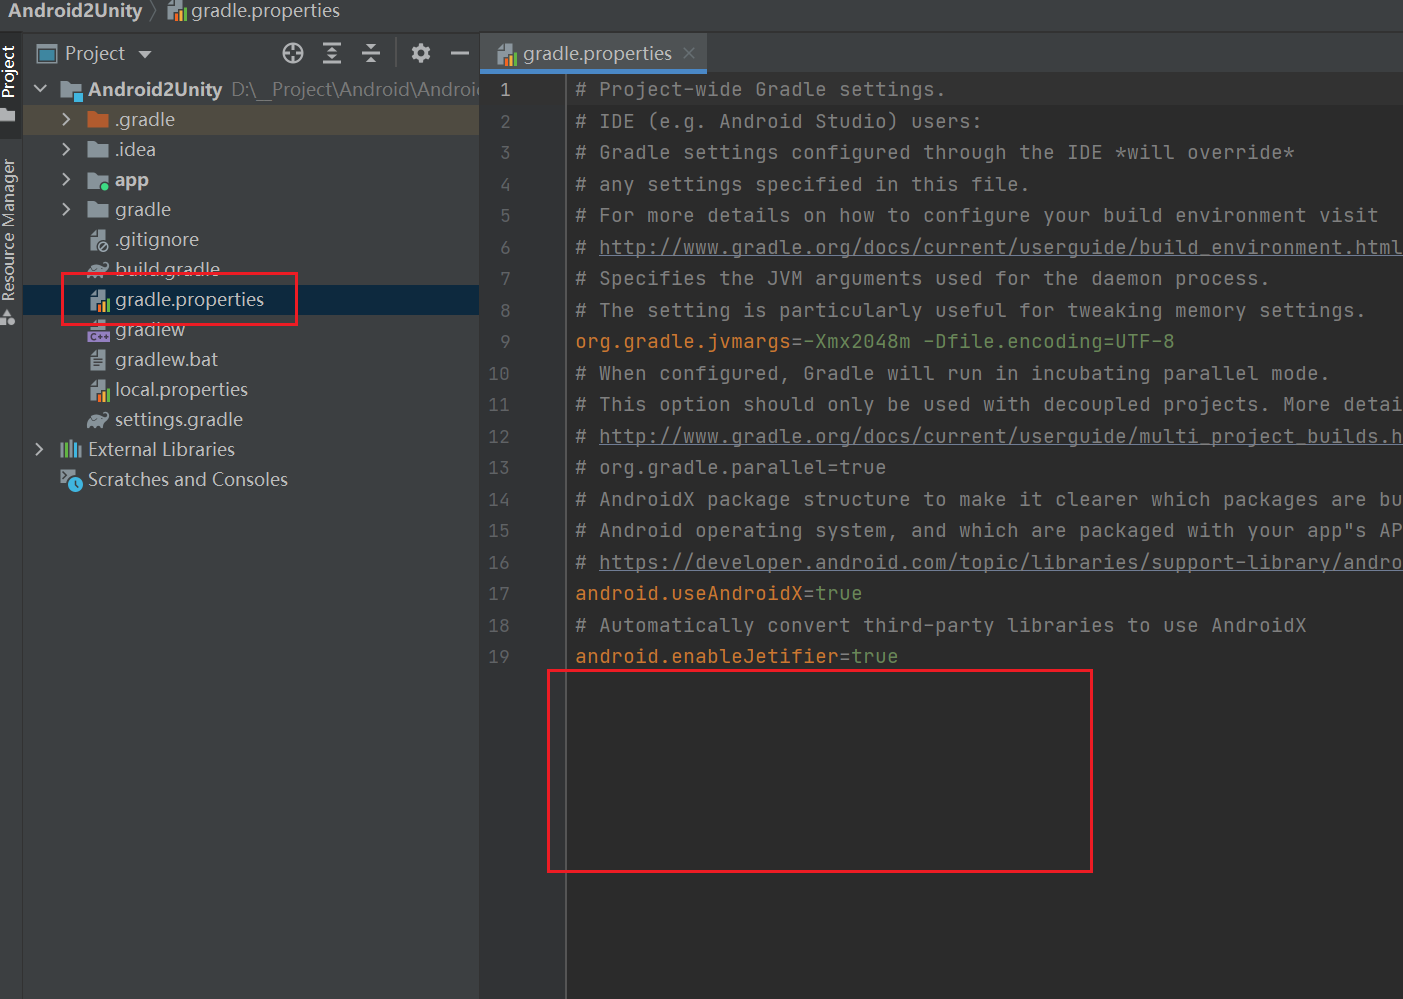 Android2Unity
gradle.properties
Project
Resource Manager
Project
Android2Unity D:\__Project\Android\Androi
.gradle
.idea
app
gradle
.gitignore
build.gradle
gradle.properties
gradlew
gradlew.bat
local.properties
settings.gradle
External Libraries
Scratches and Consoles
gradle.properties
1 # Project-wide Gradle settings.
2 # IDE (e.g. Android Studio) users:
3 # Gradle settings configured through the IDE *will override*
4 # any settings specified in this file.
5 # For more details on how to configure your build environment visit
6 # http://www.gradle.org/docs/current/userguide/build_environment.html
7 # Specifies the JVM arguments used for the daemon process.
8 # The setting is particularly useful for tweaking memory settings.
9 org.gradle.jvmargs=-Xmx2048m -Dfile.encoding=UTF-8
10 # When configured, Gradle will run in incubating parallel mode.
11 # This option should only be used with decoupled projects. More detai
12 # http://www.gradle.org/docs/current/userguide/multi_project_builds.h
13 # org.gradle.parallel=true
14 # AndroidX package structure to make it clearer which packages are bu
15 # Android operating system, and which are packaged with your app"s AP
16 # https://developer.android.com/topic/libraries/support-library/andro
17 android.useAndroidX=true
18 # Automatically convert third-party libraries to use AndroidX
19 android.enableJetifier=true